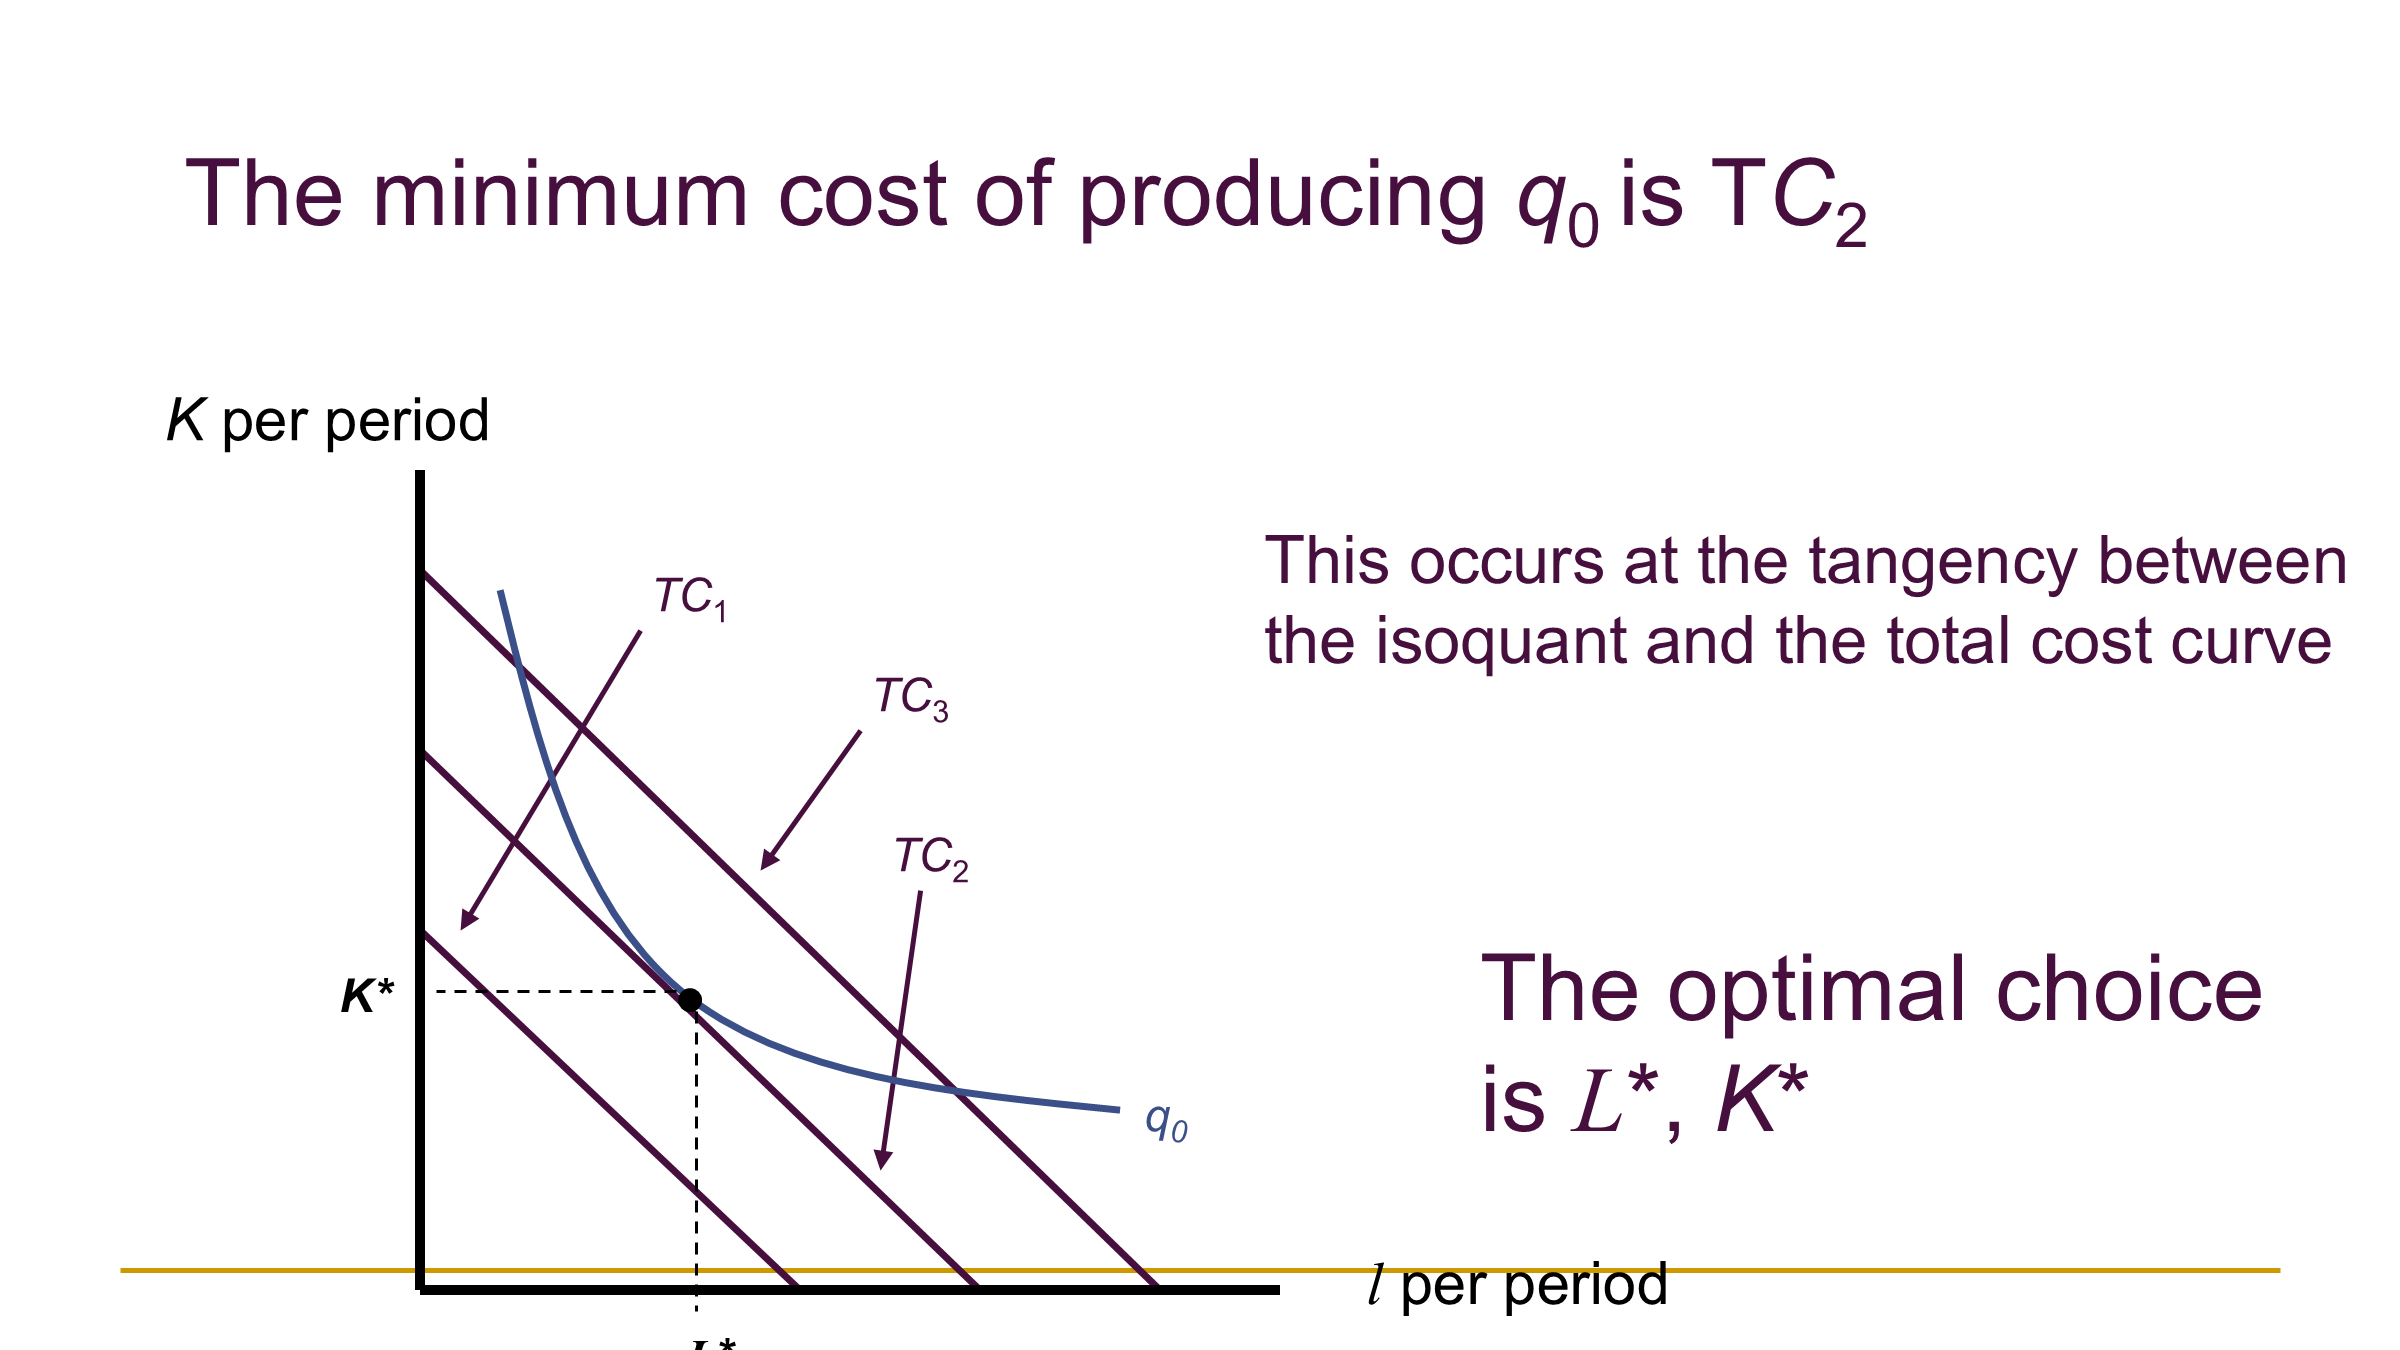 The minimum cost of producing q0 is TC2
K per period
TC1
This occurs at the tangency between
the isoquant and the total cost curve
TC3
TC2
K*
The optimal choice
is L*, K*
q0
l per period
L*